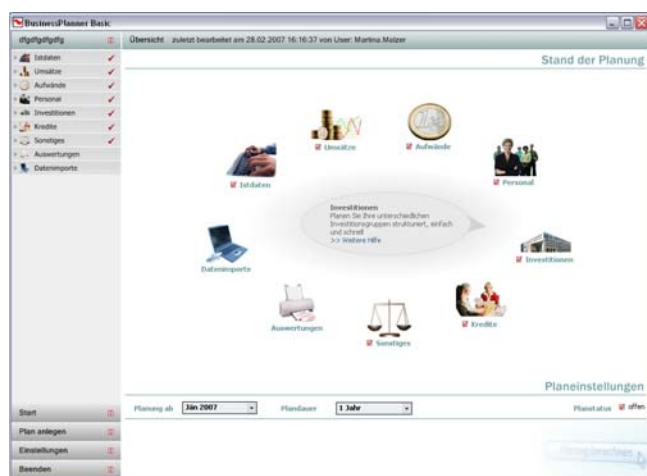 BusinessPlanner Basic
dfgdfgdfgdfg
Übersicht zuletzt bearbeitet am 28.02.2007 16:16:37 von User: Martina.Malzer
Istdaten
Umsätze
Aufwände
Personal
Investitionen
Kredite
Sonstiges
Auswertungen
Datenimporte
Stand der Planung
Umsätze
Aufwände
Istdaten
Personal
Investitionen
Planen Sie Ihre unterschiedlichen
Investitionsgruppen strukturiert, einfach
und schnell
>> Weitere Hilfe
Datenimporte
Investitionen
Auswertungen
Sonstiges
Kredite
Planeinstellungen
Planung ab Jän 2007 Plandauer 1 Jahr Planstatus offen
Start
Plan anlegen
Einstellungen
Beenden